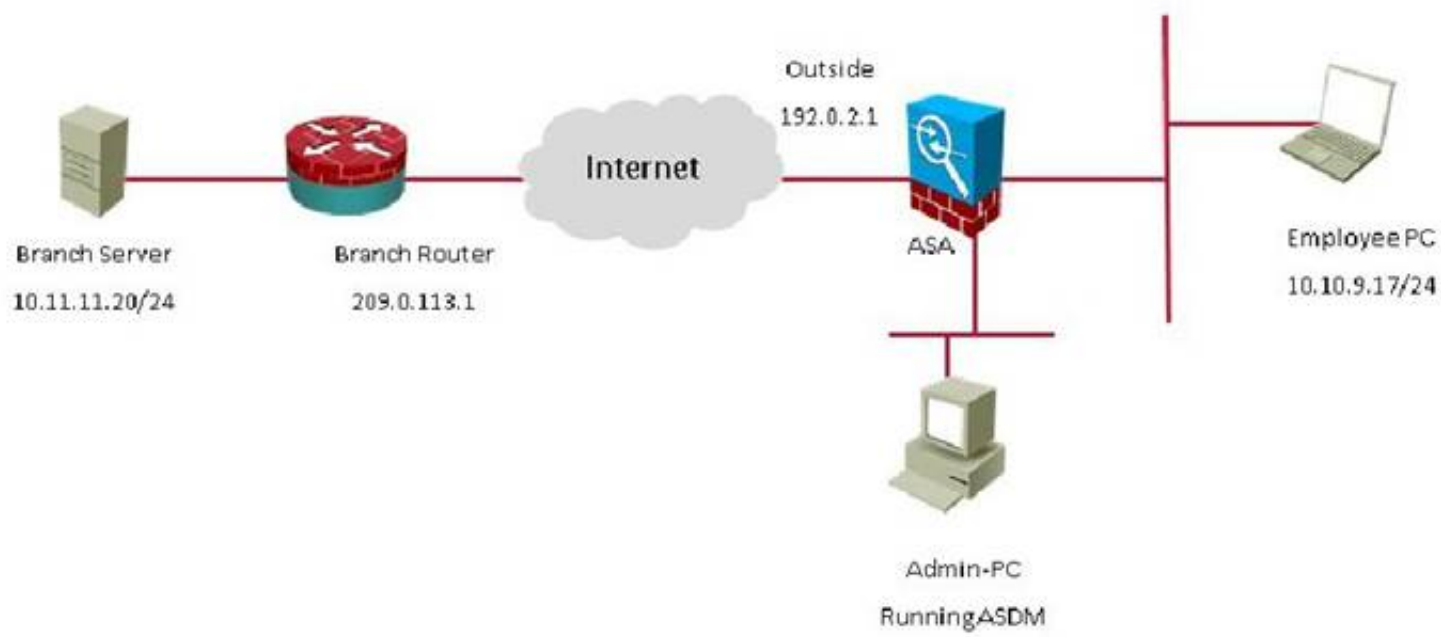 Outside
192.0.2.1
Internet
ASA
Branch Server
10.11.11.20/24
Branch Router
209.0.113.1
Employee PC
10.10.9.17/24
Admin-PC
RunningASDM